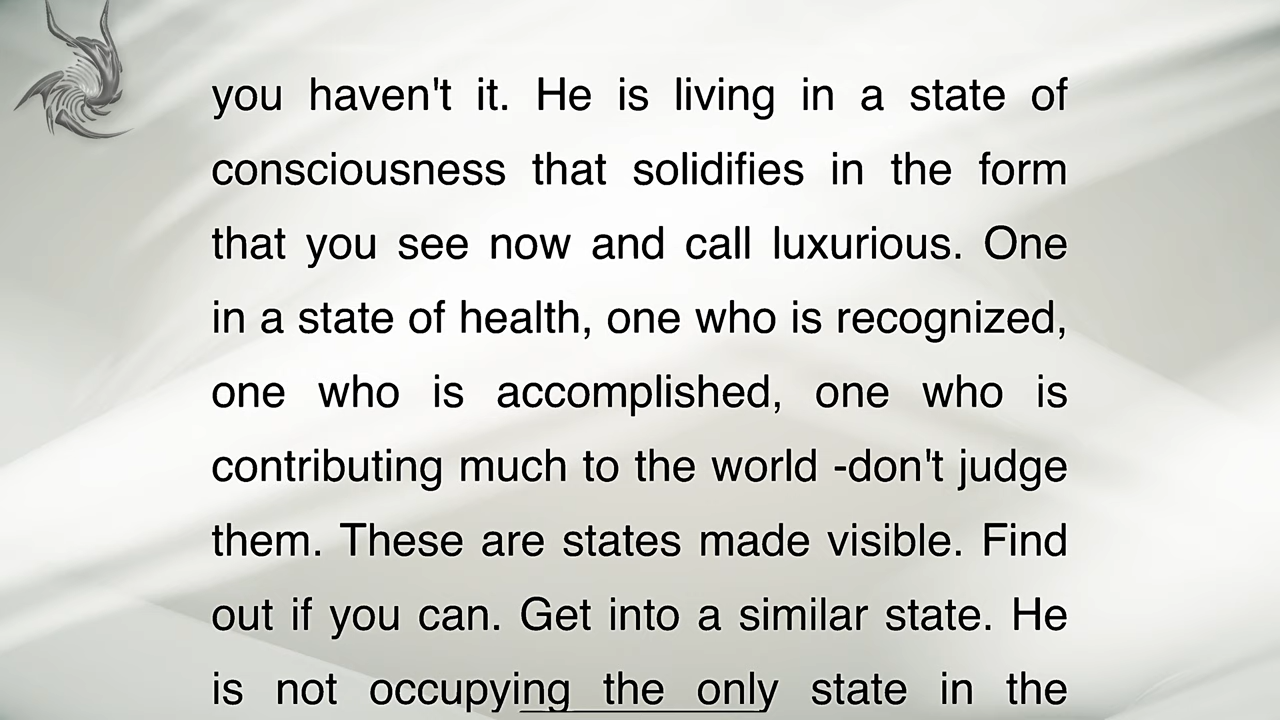 you haven't it. He is living in a state of
consciousness that solidifies in the form
that you see now and call luxurious. One
in a state of health, one who is recognized,
one who is accomplished, one who is
contributing much to the world -don't judge
them. These are states made visible. Find
out if you can. Get into a similar state. He
is not occupying the only state in the